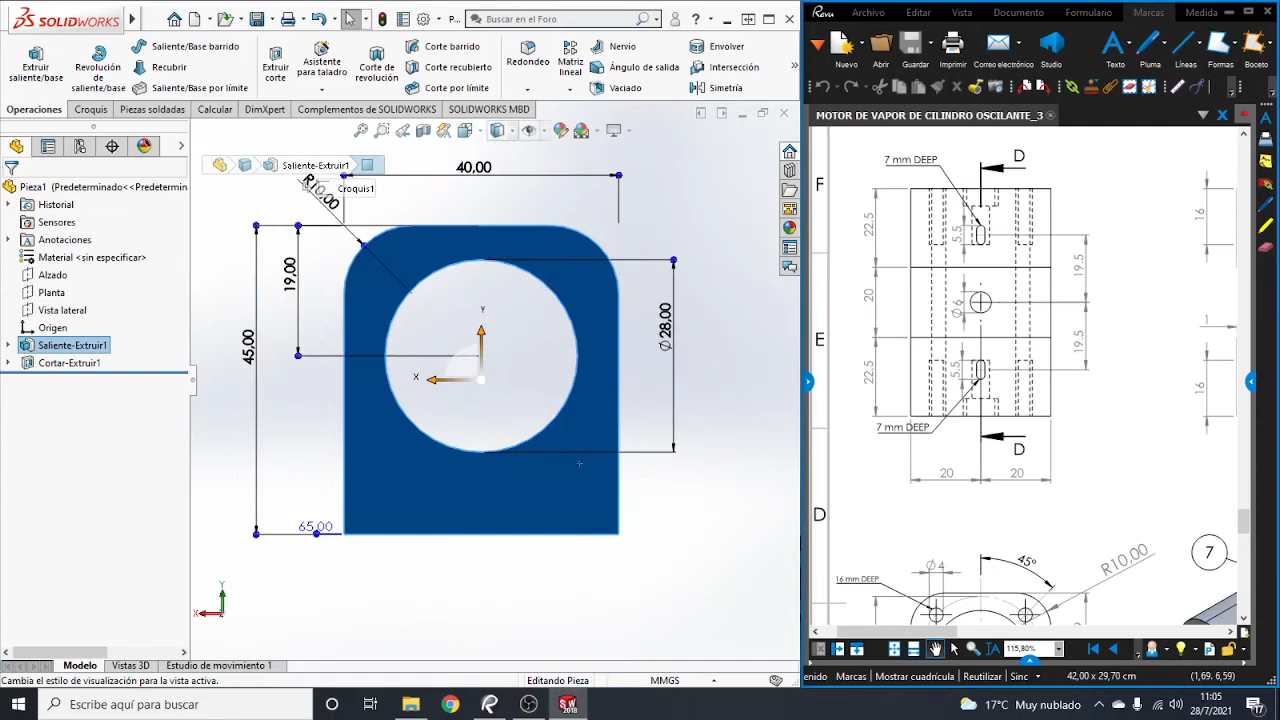 SOLIDWORKS
P...
Buscar en el Foro
Extruir saliente/base
Revolución de saliente/base
Saliente/Base barrido
Recubrir
Saliente/Base por límite
Extruir corte
Asistente para taladro
Corte de revolución
Corte barrido
Corte recubierto
Corte por límite
Redondeo
Matriz lineal
Nervio
Ángulo de salida
Vaciado
Envolver
Intersección
Simetría
Operaciones
Croquis
Piezas soldadas
Calcular
DimXpert
Complementos de SOLIDWORKS
SOLIDWORKS MBD
Pieza1 (Predeterminado<<Predetermin
Historial
Sensores
Anotaciones
Material <sin especificar>
Alzado
Planta
Vista lateral
Origen
Saliente-Extruir1
Cortar-Extruir1
Saliente-Extruir1
Croquis1
40,00
R10,00
19,00
45,00
Ø28,00
65,00
Y
X
Y
X
Modelo
Vistas 3D
Estudio de movimiento 1
Cambia el estilo de visualización para la vista activa.
Editando Pieza
MMGS
Revu
Archivo
Editar
Vista
Documento
Formulario
Marcas
Medida
Nuevo
Abrir
Guardar
Imprimir
Correo electrónico
Studio
Texto
Pluma
Líneas
Formas
Boceto
MOTOR DE VAPOR DE CILINDRO OSCILANTE_3
F
E
D
7 mm DEEP
D
22,5
5,5
19,5
16
20
Ø6
1
22,5
5,5
19,5
16
7 mm DEEP
D
20
20
7
Ø4
45°
R10,00
16 mm DEEP
115,80%
enido
Marcas
Mostrar cuadrícula
Reutilizar
Sinc
42,00 x 29,70 cm
(1,69. 6,59)
Escribe aquí para buscar
SW
2018
17°C Muy nublado
11:05
28/7/2021
17